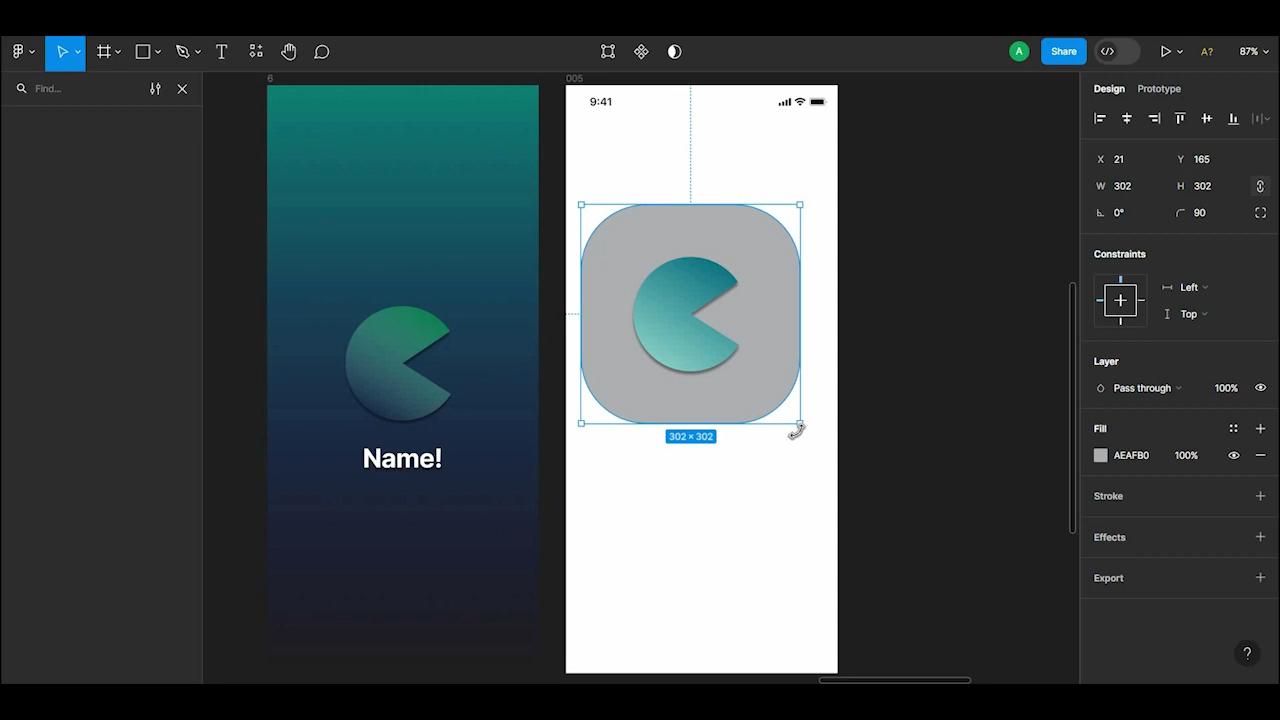 A
Share
A?
87%
Find...
Design
Prototype
6
005
9:41
X 21
Y 165
W 302
H 302
0°
90
Constraints
Left
Top
Layer
Pass through
100%
Fill
AEAFB0
100%
Name!
302 × 302
Stroke
Effects
Export
?